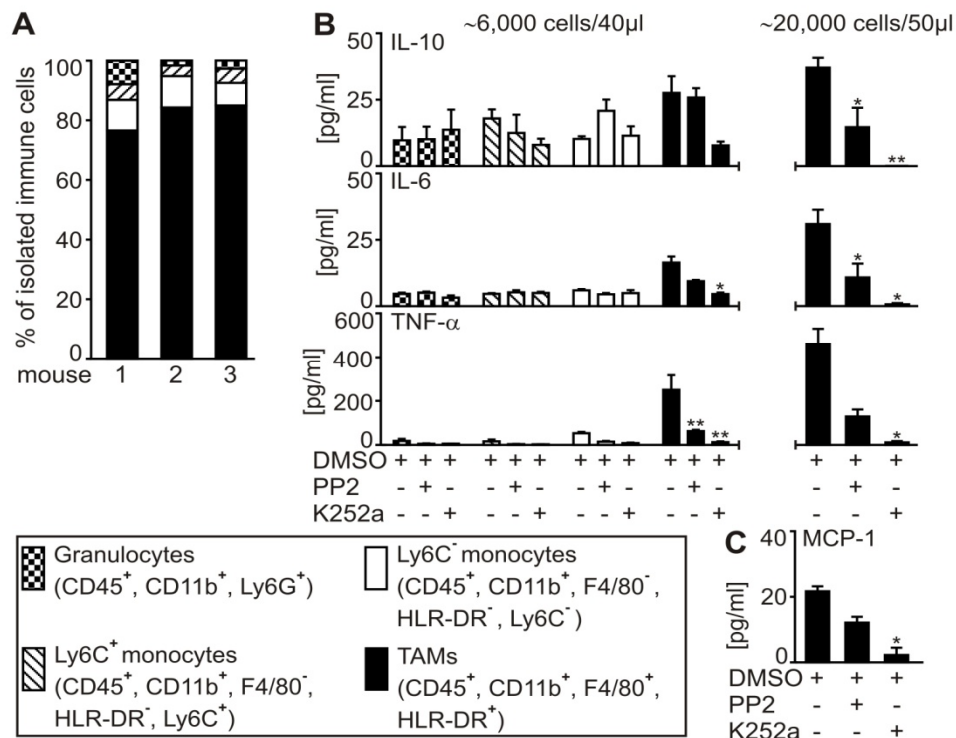 A
% of isolated immune cells
100
80
60
40
20
0
mouse 1 2 3
B
~6,000 cells/40µl
~20,000 cells/50µl
IL-10
[pg/ml]
50
25
0
IL-6
[pg/ml]
50
25
0
TNF-α
[pg/ml]
600
400
200
0
* **
* * *
** ** *
DMSO + + + + + + + + + + + + + + +
PP2 - + - - + - - + - - + - - + -
K252a - - + - - + - - + - - + - - +
Granulocytes
(CD45⁺, CD11b⁺, Ly6G⁺)
Ly6C⁺ monocytes
(CD45⁺, CD11b⁺, F4/80⁻,
HLR-DR⁻, Ly6C⁺)
Ly6C⁻ monocytes
(CD45⁺, CD11b⁺, F4/80⁻,
HLR-DR⁻, Ly6C⁻)
TAMs
(CD45⁺, CD11b⁺, F4/80⁺,
HLR-DR⁺)
C
MCP-1
[pg/ml]
40
20
0
*
DMSO + + +
PP2 - + -
K252a - - +